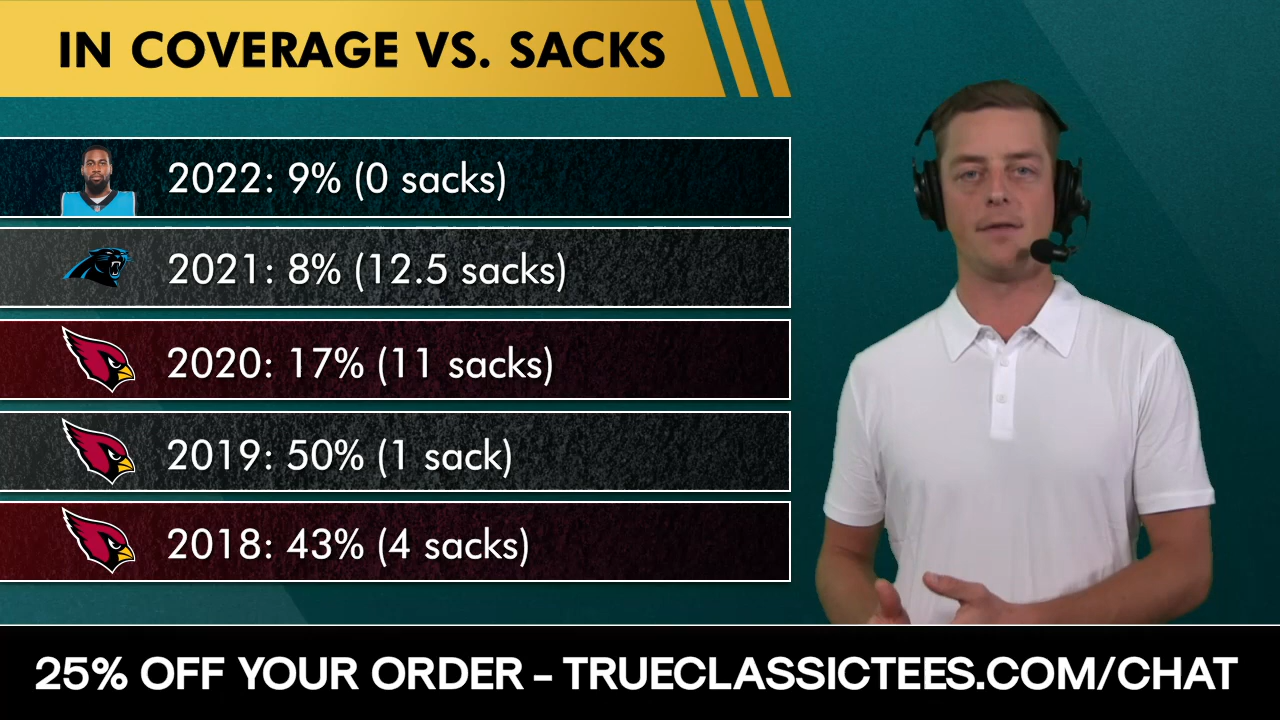 IN COVERAGE VS. SACKS
2022: 9% (0 sacks)
2021: 8% (12.5 sacks)
2020: 17% (11 sacks)
2019: 50% (1 sack)
2018: 43% (4 sacks)
25% OFF YOUR ORDER – TRUECLASSICTEES.COM/CHAT